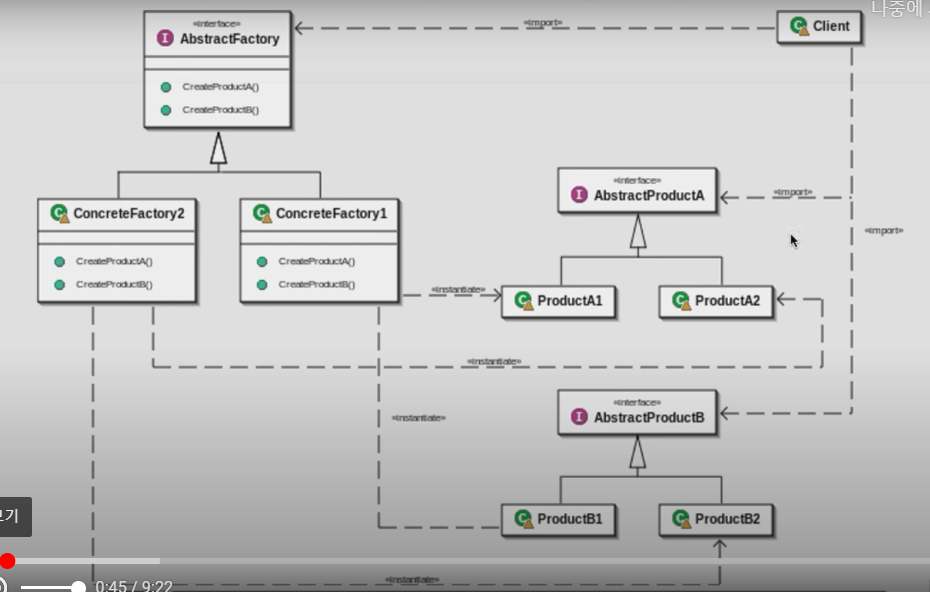 나중에
«interface»
AbstractFactory
CreateProductA()
CreateProductB()
«import»
Client
ConcreteFactory2
CreateProductA()
CreateProductB()
ConcreteFactory1
CreateProductA()
CreateProductB()
«interface»
AbstractProductA
«import»
«import»
«instantiate»
ProductA1
ProductA2
«instantiate»
«instantiate»
«interface»
AbstractProductB
ProductB1
ProductB2
«instantiate»
보기
0:45 / 9:22